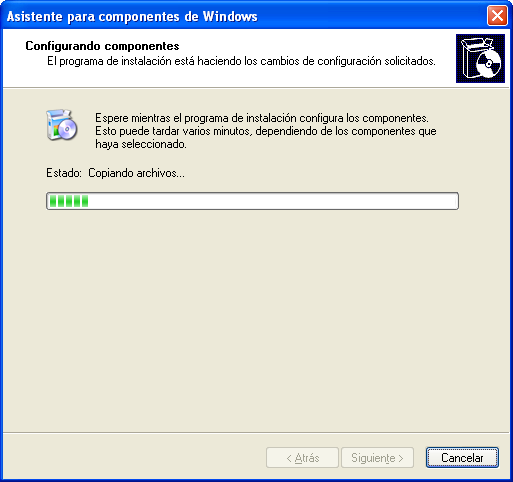 Asistente para componentes de Windows
Configurando componentes
El programa de instalación está haciendo los cambios de configuración solicitados.
Espere mientras el programa de instalación configura los componentes.
Esto puede tardar varios minutos, dependiendo de los componentes que
haya seleccionado.
Estado: Copiando archivos...
< Atrás Siguiente > Cancelar